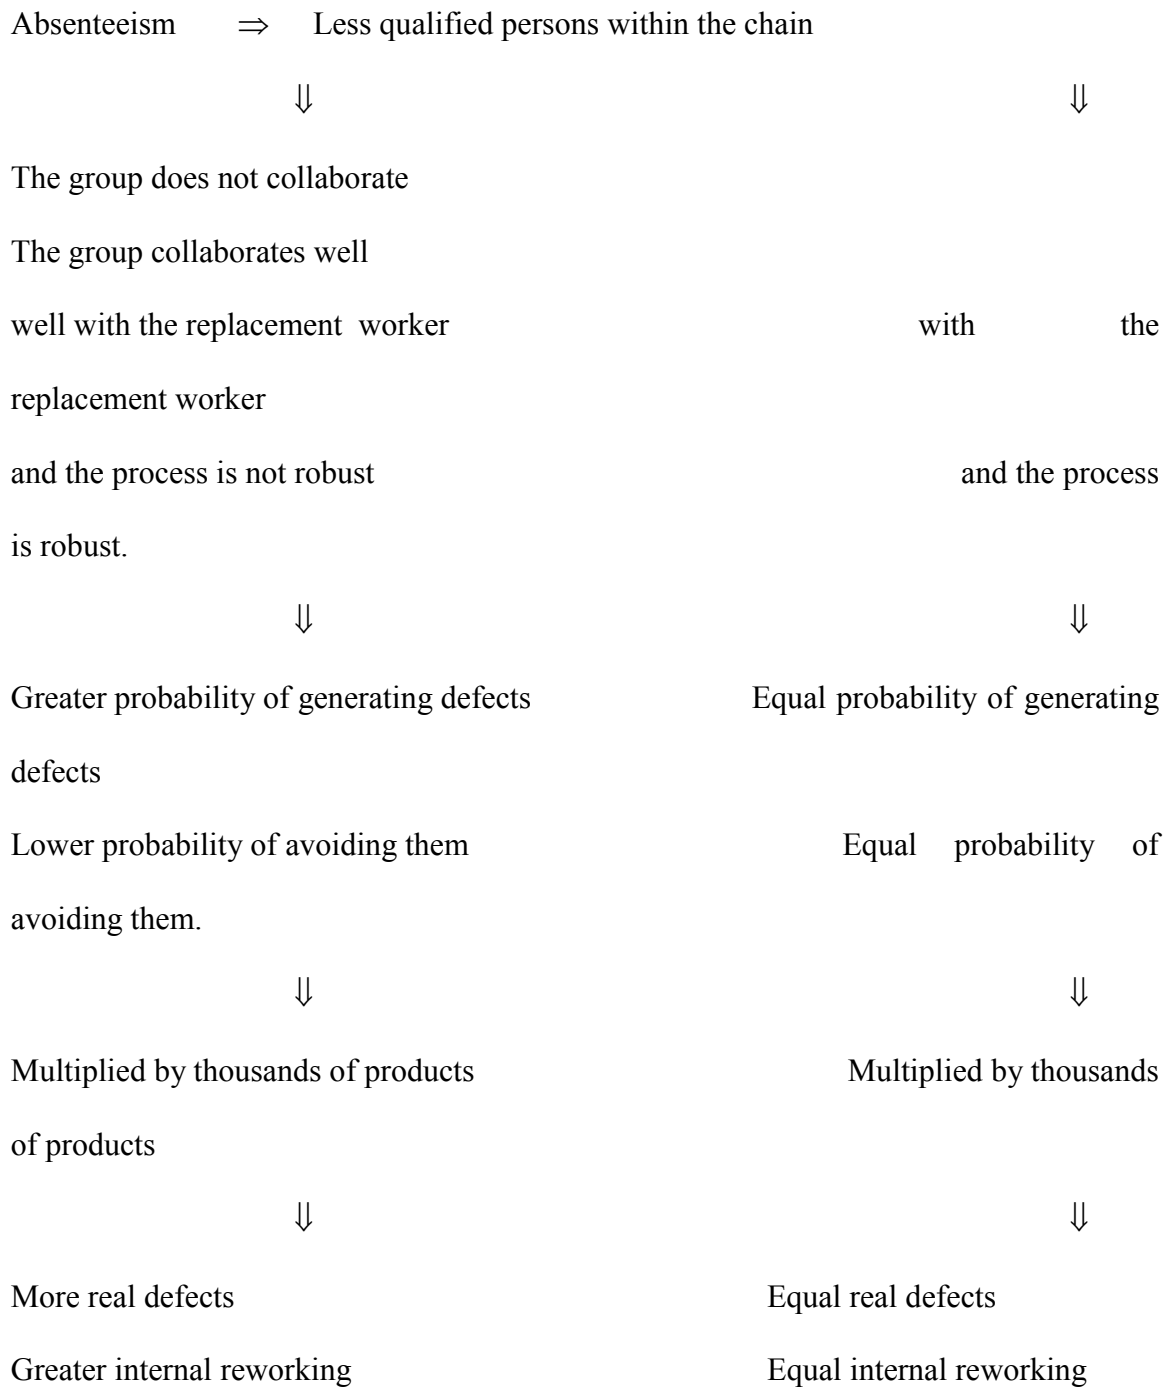 Absenteeism ⇒ Less qualified persons within the chain
⇓ ⇓
The group does not collaborate
The group collaborates well
well with the replacement worker with the
replacement worker
and the process is not robust and the process
is robust.
⇓ ⇓
Greater probability of generating defects Equal probability of generating
defects
Lower probability of avoiding them Equal probability of
avoiding them.
⇓ ⇓
Multiplied by thousands of products Multiplied by thousands
of products
⇓ ⇓
More real defects Equal real defects
Greater internal reworking Equal internal reworking